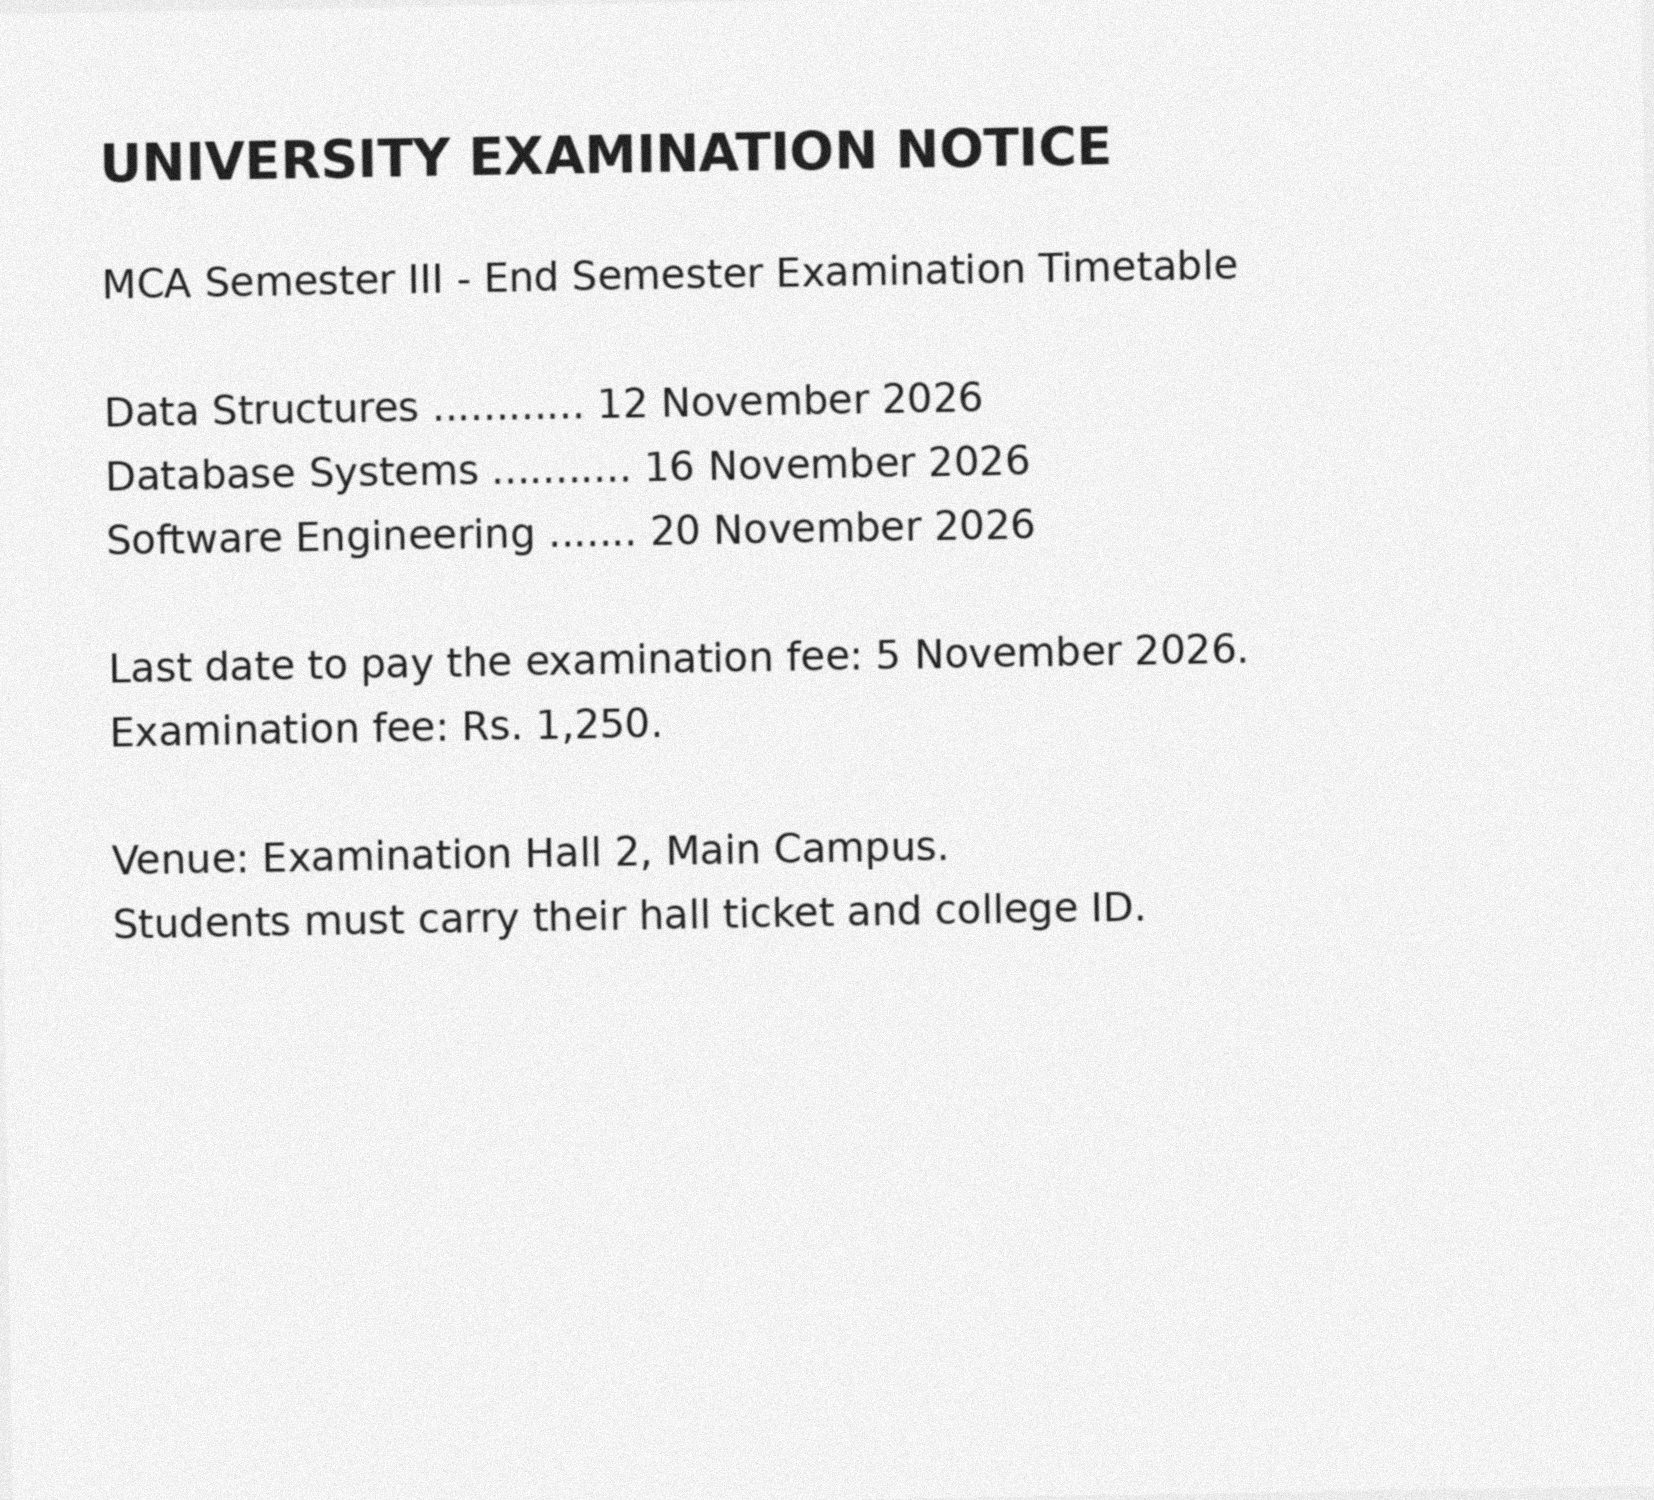 UNIVERSITY EXAMINATION NOTICE
MCA Semester III - End Semester Examination Timetable
Data Structures ............ 12 November 2026
Database Systems ........... 16 November 2026
Software Engineering ....... 20 November 2026
Last date to pay the examination fee: 5 November 2026.
Examination fee: Rs. 1,250.
Venue: Examination Hall 2, Main Campus.
Students must carry their hall ticket and college ID.